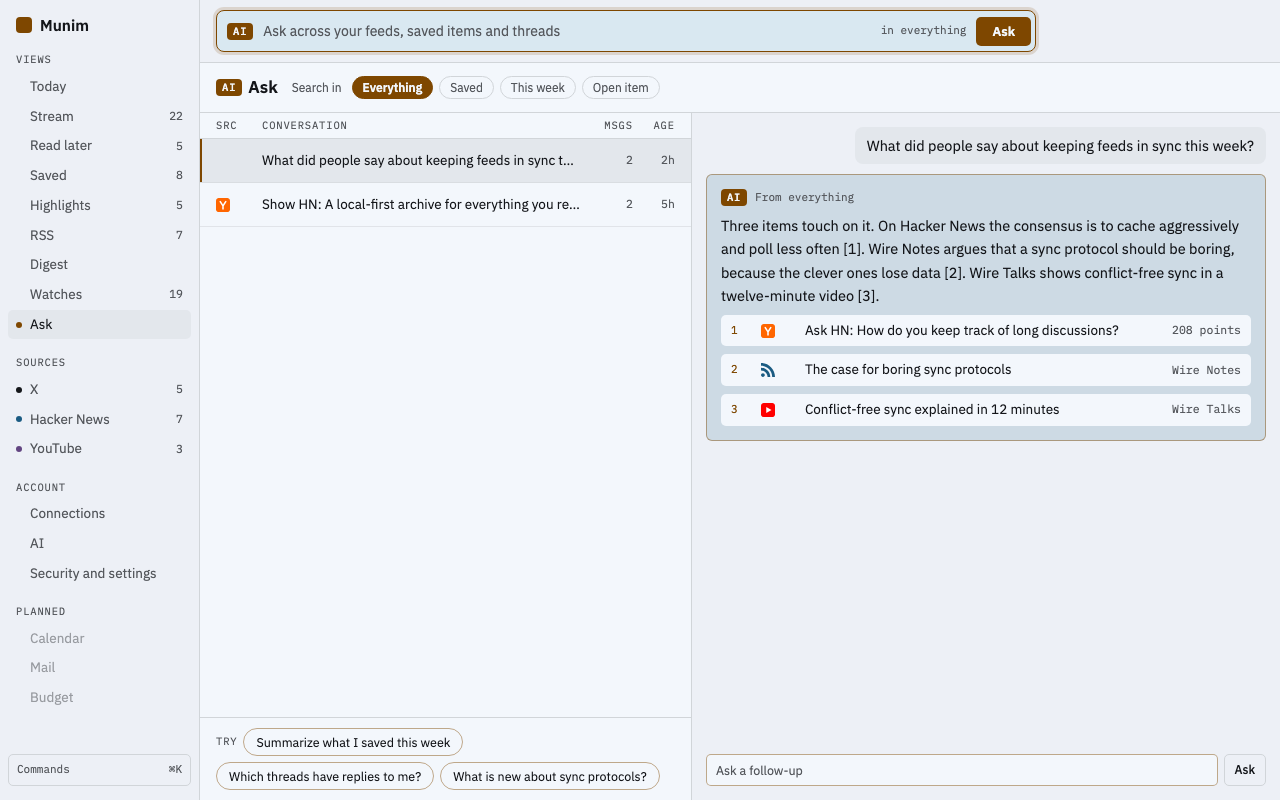 Munim
VIEWS
Today
Stream 22
Read later 5
Saved 8
Highlights 5
RSS 7
Digest
Watches 19
Ask
SOURCES
X 5
Hacker News 7
YouTube 3
ACCOUNT
Connections
AI
Security and settings
PLANNED
Calendar
Mail
Budget
Commands ⌘K
AI Ask across your feeds, saved items and threads in everything Ask
AI Ask Search in Everything Saved This week Open item
SRC CONVERSATION MSGS AGE
What did people say about keeping feeds in sync t… 2 2h
Y Show HN: A local-first archive for everything you re… 2 5h
TRY Summarize what I saved this week
Which threads have replies to me? What is new about sync protocols?
What did people say about keeping feeds in sync this week?
AI From everything
Three items touch on it. On Hacker News the consensus is to cache aggressively
and poll less often [1]. Wire Notes argues that a sync protocol should be boring,
because the clever ones lose data [2]. Wire Talks shows conflict-free sync in a
twelve-minute video [3].
1 Y Ask HN: How do you keep track of long discussions? 208 points
2 The case for boring sync protocols Wire Notes
3 Conflict-free sync explained in 12 minutes Wire Talks
Ask a follow-up Ask